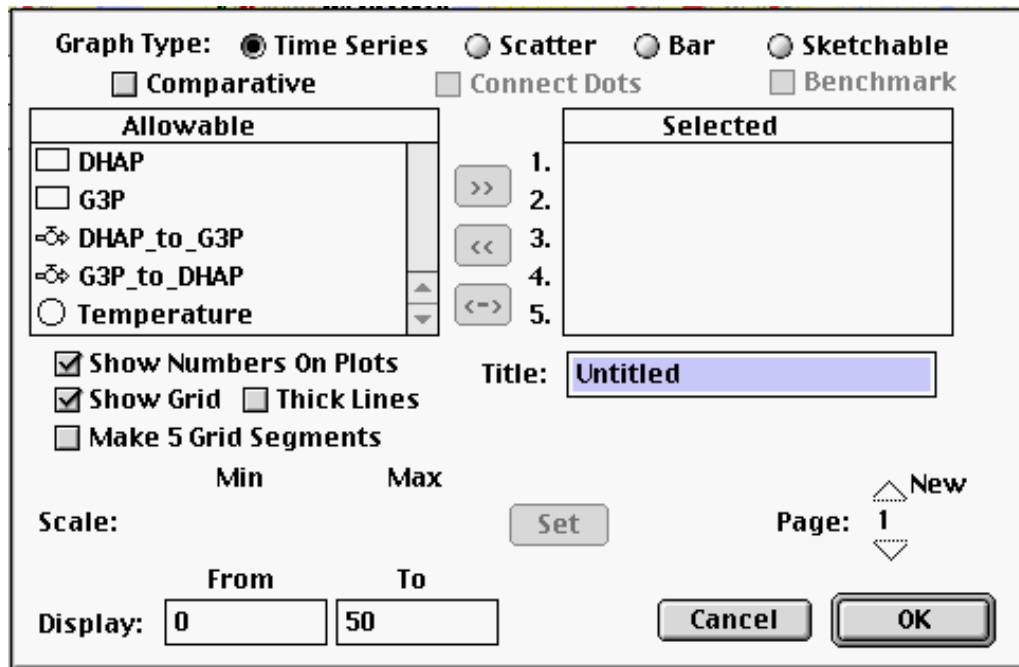 Graph Type: Time Series Scatter Bar Sketchable
Comparative Connect Dots Benchmark
Allowable Selected
DHAP 1.
G3P >> 2.
DHAP_to_G3P << 3.
G3P_to_DHAP 4.
Temperature <-> 5.
Show Numbers On Plots
Title: Untitled
Show Grid Thick Lines
Make 5 Grid Segments
Min Max New
Scale: Set Page: 1
From To
Display: 0 50 Cancel OK